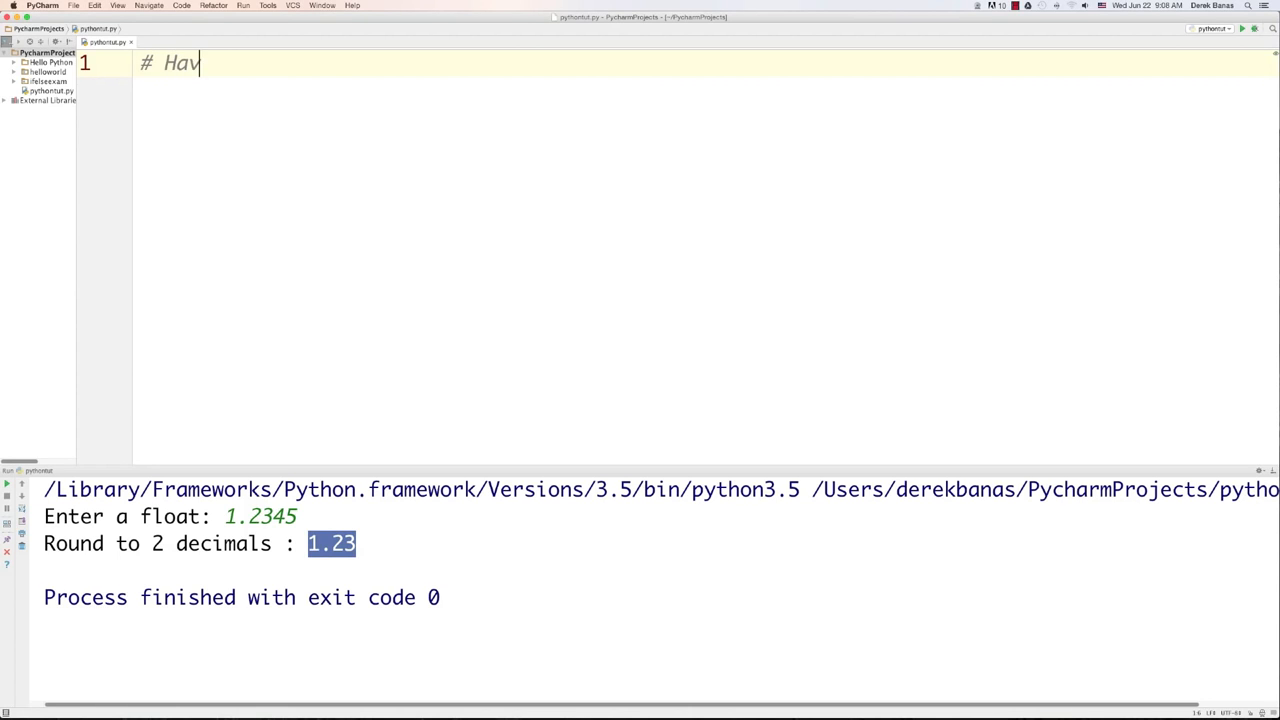 PyCharm File Edit View Navigate Code Refactor Run Tools VCS Window Help 10 Wed Jun 22 9:08 AM Derek Banas
pythontut.py - PycharmProjects - [~/PycharmProjects]
PycharmProjects pythontut.py pythontut
pythontut.py
PycharmProject
Hello Python
helloworld
ifelseexam
pythontut.py
External Librarie
1 # Hav
Run pythontut
/Library/Frameworks/Python.framework/Versions/3.5/bin/python3.5 /Users/derekbanas/PycharmProjects/pytho
Enter a float: 1.2345
Round to 2 decimals : 1.23
Process finished with exit code 0
1:6 LF÷ UTF-8÷